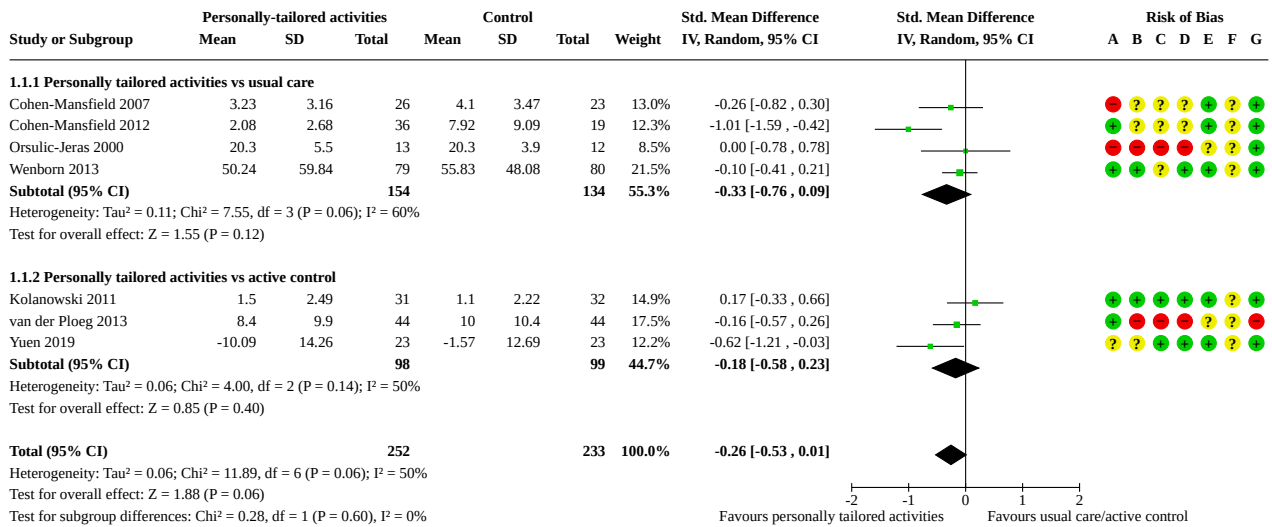 Personally-tailored activities Control Std. Mean Difference Std. Mean Difference Risk of Bias
Study or Subgroup Mean SD Total Mean SD Total Weight IV, Random, 95% CI IV, Random, 95% CI A B C D E F G
1.1.1 Personally tailored activities vs usual care
Cohen-Mansfield 2007 3.23 3.16 26 4.1 3.47 23 13.0% -0.26 [-0.82 , 0.30] − ? ? ? + ? +
Cohen-Mansfield 2012 2.08 2.68 36 7.92 9.09 19 12.3% -1.01 [-1.59 , -0.42] + ? ? ? + ? +
Orsulic-Jeras 2000 20.3 5.5 13 20.3 3.9 12 8.5% 0.00 [-0.78 , 0.78] − − − − ? ? +
Wenborn 2013 50.24 59.84 79 55.83 48.08 80 21.5% -0.10 [-0.41 , 0.21] + + ? + + ? +
Subtotal (95% CI) 154 134 55.3% -0.33 [-0.76 , 0.09]
Heterogeneity: Tau² = 0.11; Chi² = 7.55, df = 3 (P = 0.06); I² = 60%
Test for overall effect: Z = 1.55 (P = 0.12)
1.1.2 Personally tailored activities vs active control
Kolanowski 2011 1.5 2.49 31 1.1 2.22 32 14.9% 0.17 [-0.33 , 0.66] + + + + + ? +
van der Ploeg 2013 8.4 9.9 44 10 10.4 44 17.5% -0.16 [-0.57 , 0.26] + − − − ? ? −
Yuen 2019 -10.09 14.26 23 -1.57 12.69 23 12.2% -0.62 [-1.21 , -0.03] ? ? + + + ? +
Subtotal (95% CI) 98 99 44.7% -0.18 [-0.58 , 0.23]
Heterogeneity: Tau² = 0.06; Chi² = 4.00, df = 2 (P = 0.14); I² = 50%
Test for overall effect: Z = 0.85 (P = 0.40)
Total (95% CI) 252 233 100.0% -0.26 [-0.53 , 0.01]
Heterogeneity: Tau² = 0.06; Chi² = 11.89, df = 6 (P = 0.06); I² = 50%
Test for overall effect: Z = 1.88 (P = 0.06)
-2 -1 0 1 2
Test for subgroup differences: Chi² = 0.28, df = 1 (P = 0.60), I² = 0% Favours personally tailored activities Favours usual care/active control